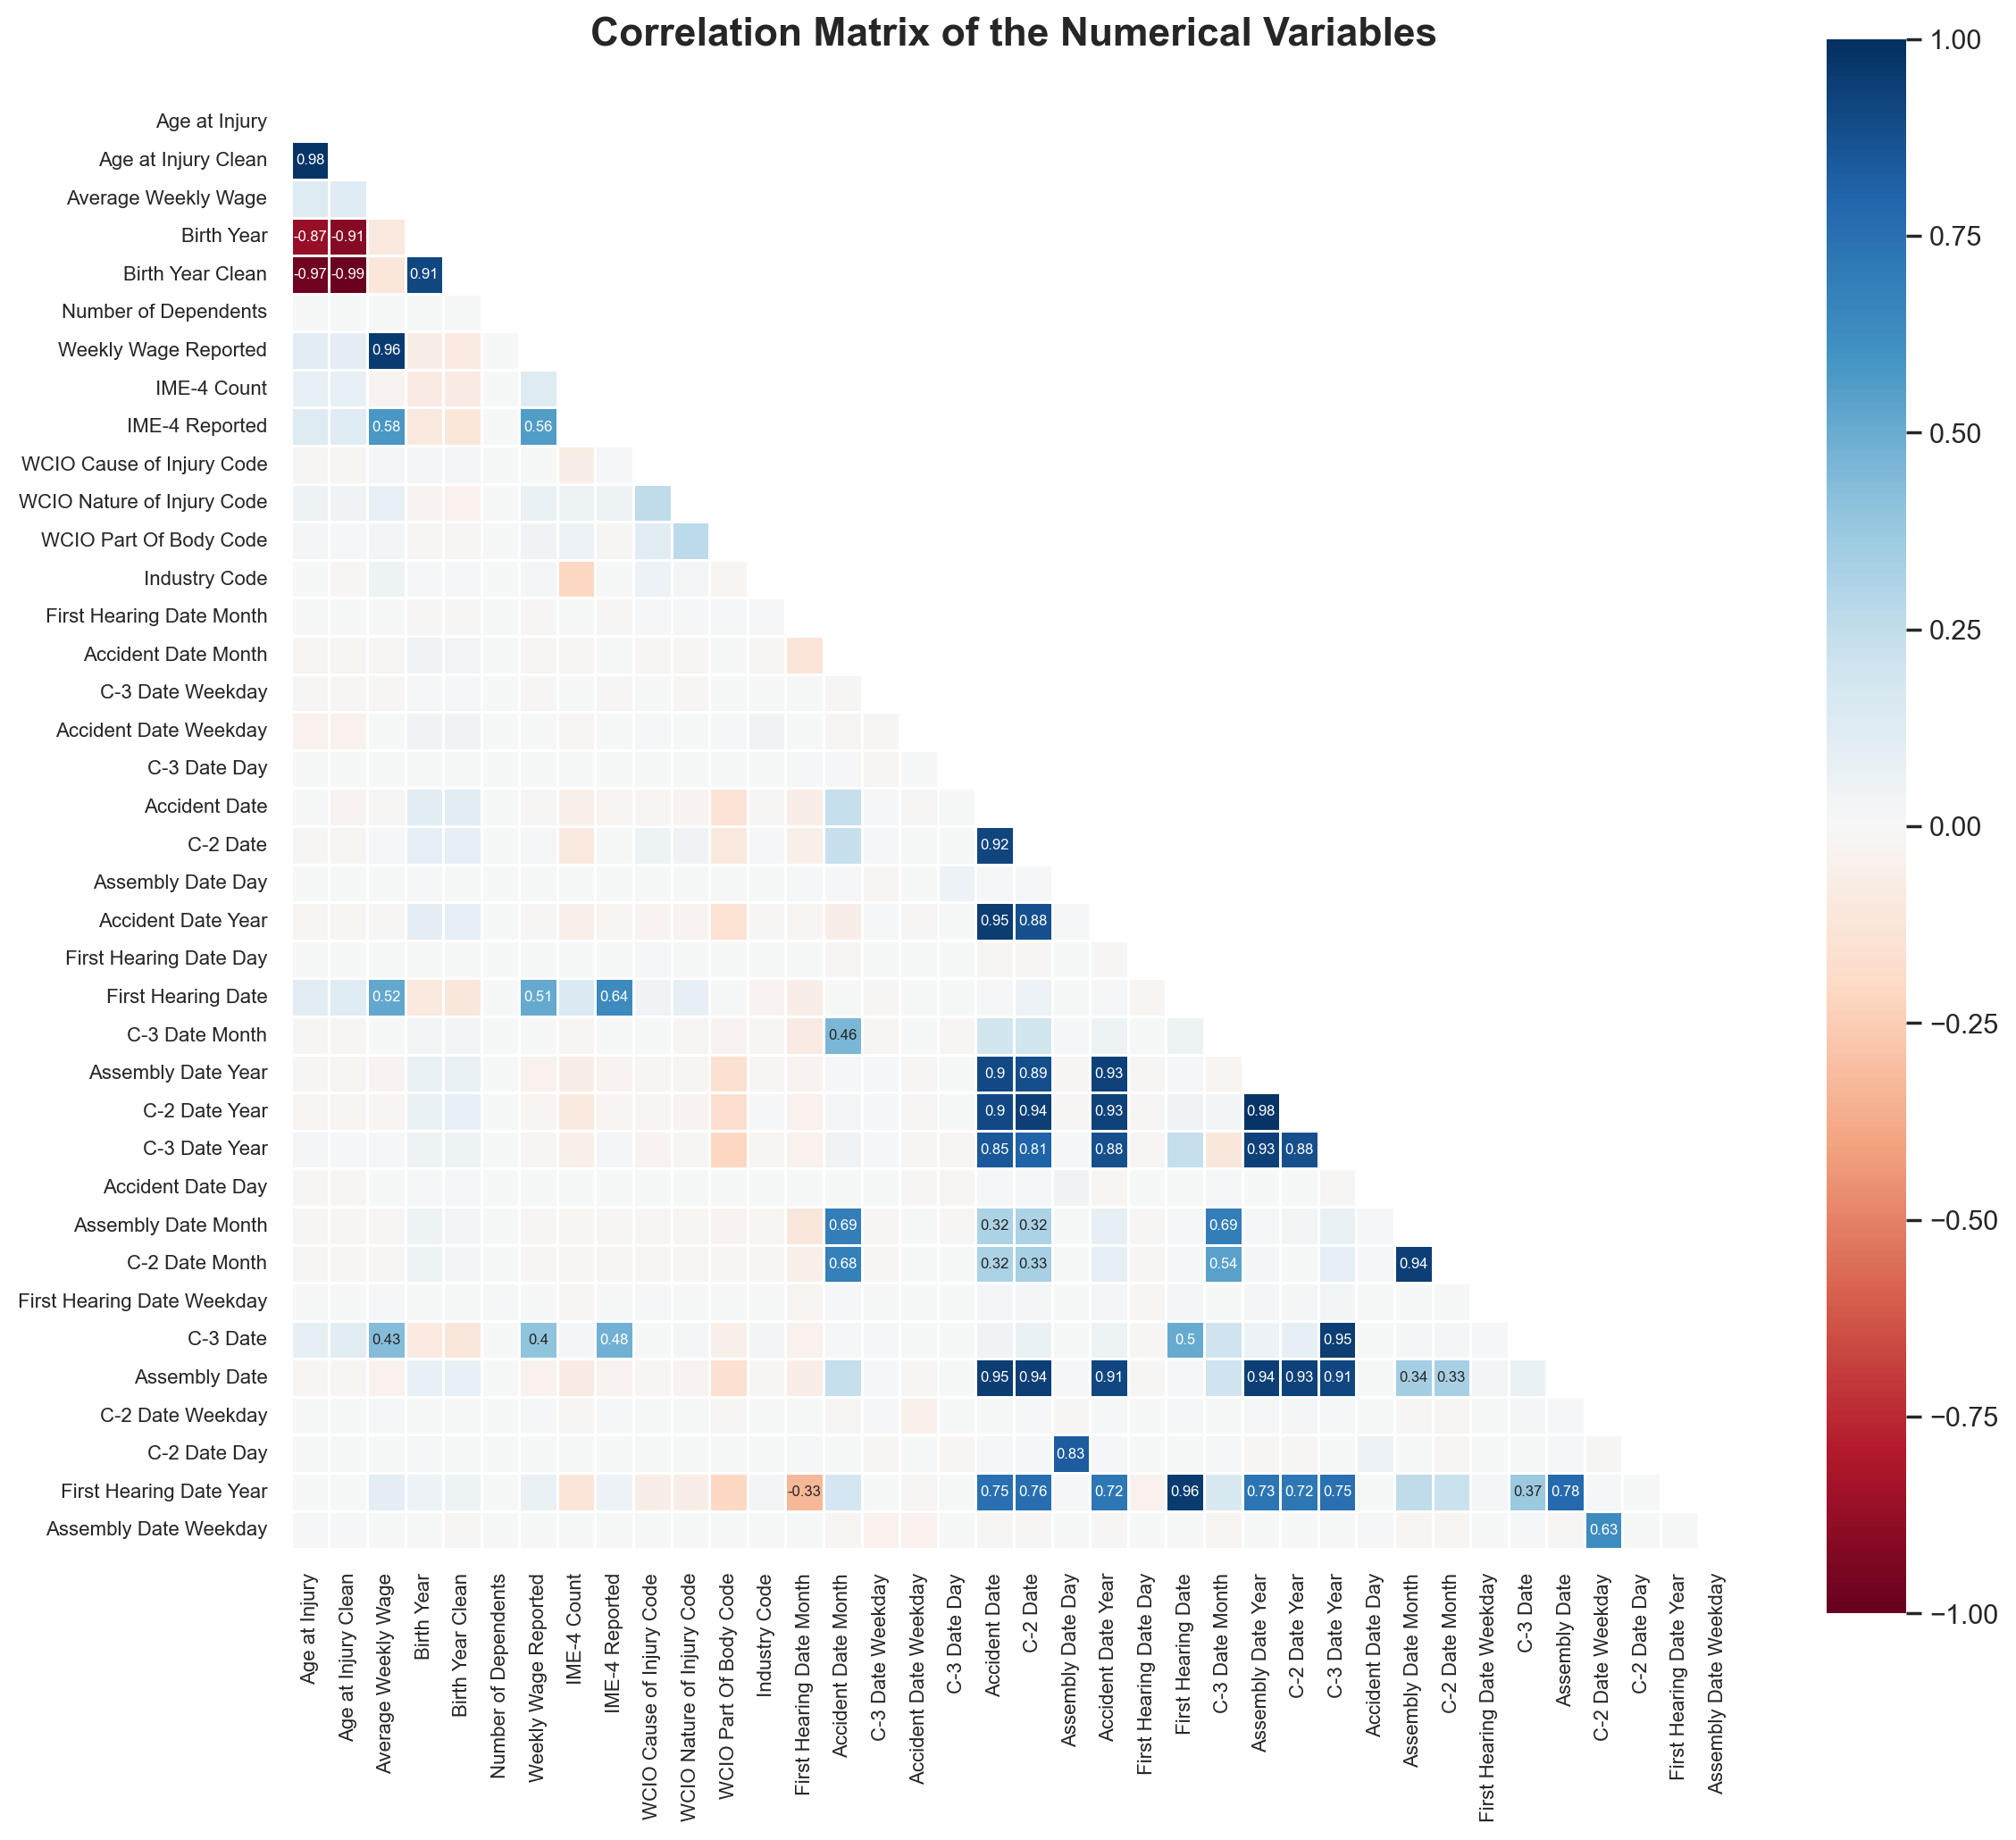 Correlation Matrix of the Numerical Variables
1.00
Age at Injury
Age at Injury Clean 0.98
Average Weekly Wage
Birth Year -0.87 -0.91
0.75
Birth Year Clean -0.97 -0.99 0.91
Number of Dependents
Weekly Wage Reported 0.96
IME-4 Count
IME-4 Reported 0.58 0.56
0.50
WCIO Cause of Injury Code
WCIO Nature of Injury Code
WCIO Part Of Body Code
Industry Code
First Hearing Date Month
0.25
Accident Date Month
C-3 Date Weekday
Accident Date Weekday
C-3 Date Day
Accident Date
0.00
C-2 Date 0.92
Assembly Date Day
Accident Date Year 0.95 0.88
First Hearing Date Day
First Hearing Date 0.52 0.51 0.64
−0.25
C-3 Date Month 0.46
Assembly Date Year 0.9 0.89 0.93
C-2 Date Year 0.9 0.94 0.93 0.98
C-3 Date Year 0.85 0.81 0.88 0.93 0.88
Accident Date Day
Assembly Date Month 0.69 0.32 0.32 0.69
−0.50
C-2 Date Month 0.68 0.32 0.33 0.54 0.94
First Hearing Date Weekday
C-3 Date 0.43 0.4 0.48 0.5 0.95
Assembly Date 0.95 0.94 0.91 0.94 0.93 0.91 0.34 0.33
C-2 Date Weekday
−0.75
C-2 Date Day 0.83
First Hearing Date Year -0.33 0.75 0.76 0.72 0.96 0.73 0.72 0.75 0.37 0.78
Assembly Date Weekday 0.63
−1.00
Age at Injury
Age at Injury Clean
Average Weekly Wage
Birth Year
Birth Year Clean
Number of Dependents
Weekly Wage Reported
IME-4 Count
IME-4 Reported
WCIO Cause of Injury Code
WCIO Nature of Injury Code
WCIO Part Of Body Code
Industry Code
First Hearing Date Month
Accident Date Month
C-3 Date Weekday
Accident Date Weekday
C-3 Date Day
Accident Date
C-2 Date
Assembly Date Day
Accident Date Year
First Hearing Date Day
First Hearing Date
C-3 Date Month
Assembly Date Year
C-2 Date Year
C-3 Date Year
Accident Date Day
Assembly Date Month
C-2 Date Month
First Hearing Date Weekday
C-3 Date
Assembly Date
C-2 Date Weekday
C-2 Date Day
First Hearing Date Year
Assembly Date Weekday